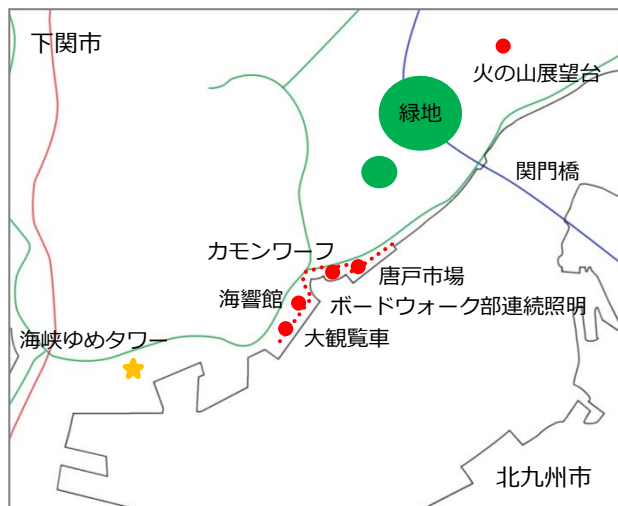 下関市
火の山展望台
緑地
関門橋
カモンワーフ
唐戸市場
海響館
ボードウォーク部連続照明
海峡ゆめタワー
大観覧車
北九州市